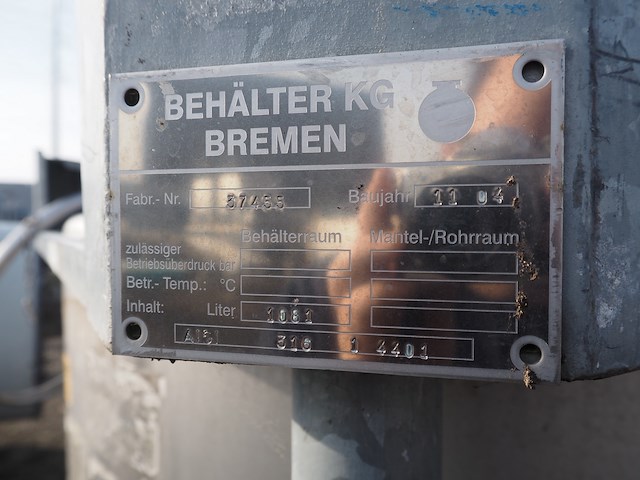 BEHÄLTER KG
BREMEN
Fabr.- Nr. 37455 Baujahr 11 04
Behälterraum Mantel-/Rohrraum
zulässiger
Betriebsüberdruck bar
Betr.- Temp.: °C
Inhalt: Liter 1081
AISI 316 1 4401